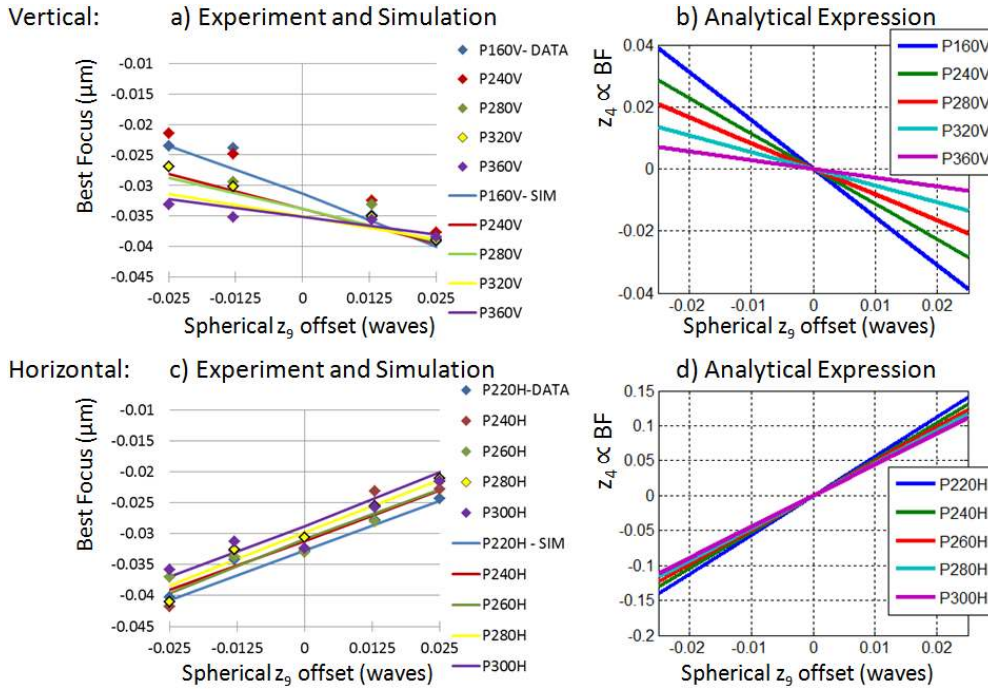 Vertical: a) Experiment and Simulation b) Analytical Expression
Best Focus (µm)
-0.01
-0.015
-0.02
-0.025
-0.03
-0.035
-0.04
-0.045
-0.025 -0.0125 0 0.0125 0.025
Spherical z9 offset (waves)
P160V- DATA
P240V
P280V
P320V
P360V
P160V- SIM
P240V
P280V
P320V
P360V
z4 ∝ BF
0.04
0.02
0
-0.02
-0.04
-0.02 -0.01 0 0.01 0.02
Spherical z9 offset (waves)
P160V
P240V
P280V
P320V
P360V
Horizontal: c) Experiment and Simulation d) Analytical Expression
Best Focus (µm)
-0.01
-0.015
-0.02
-0.025
-0.03
-0.035
-0.04
-0.045
-0.025 -0.0125 0 0.0125 0.025
Spherical z9 offset (waves)
P220H-DATA
P240H
P260H
P280H
P300H
P220H - SIM
P240H
P260H
P280H
P300H
z4 ∝ BF
0.15
0.1
0.05
0
-0.05
-0.1
-0.15
-0.2
-0.02 -0.01 0 0.01 0.02
Spherical z9 offset (waves)
P220H
P240H
P260H
P280H
P300H